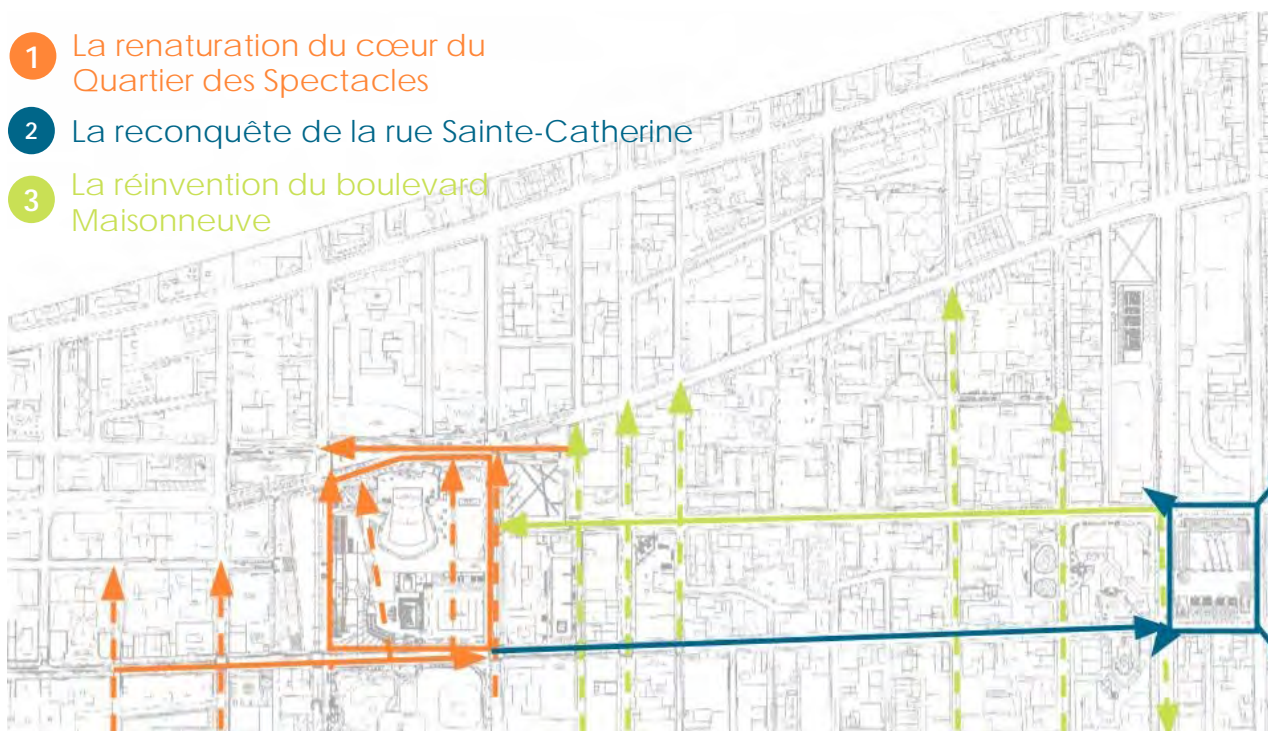 1 La renaturation du cœur du
Quartier des Spectacles
2 La reconquête de la rue Sainte-Catherine
3 La réinvention du boulevard
Maisonneuve